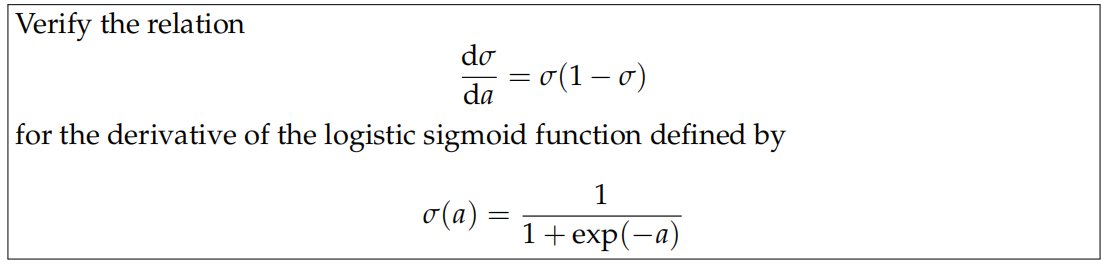 Verify the relation
dσ/da = σ(1 − σ)
for the derivative of the logistic sigmoid function defined by
σ(a) = 1/(1 + exp(−a))